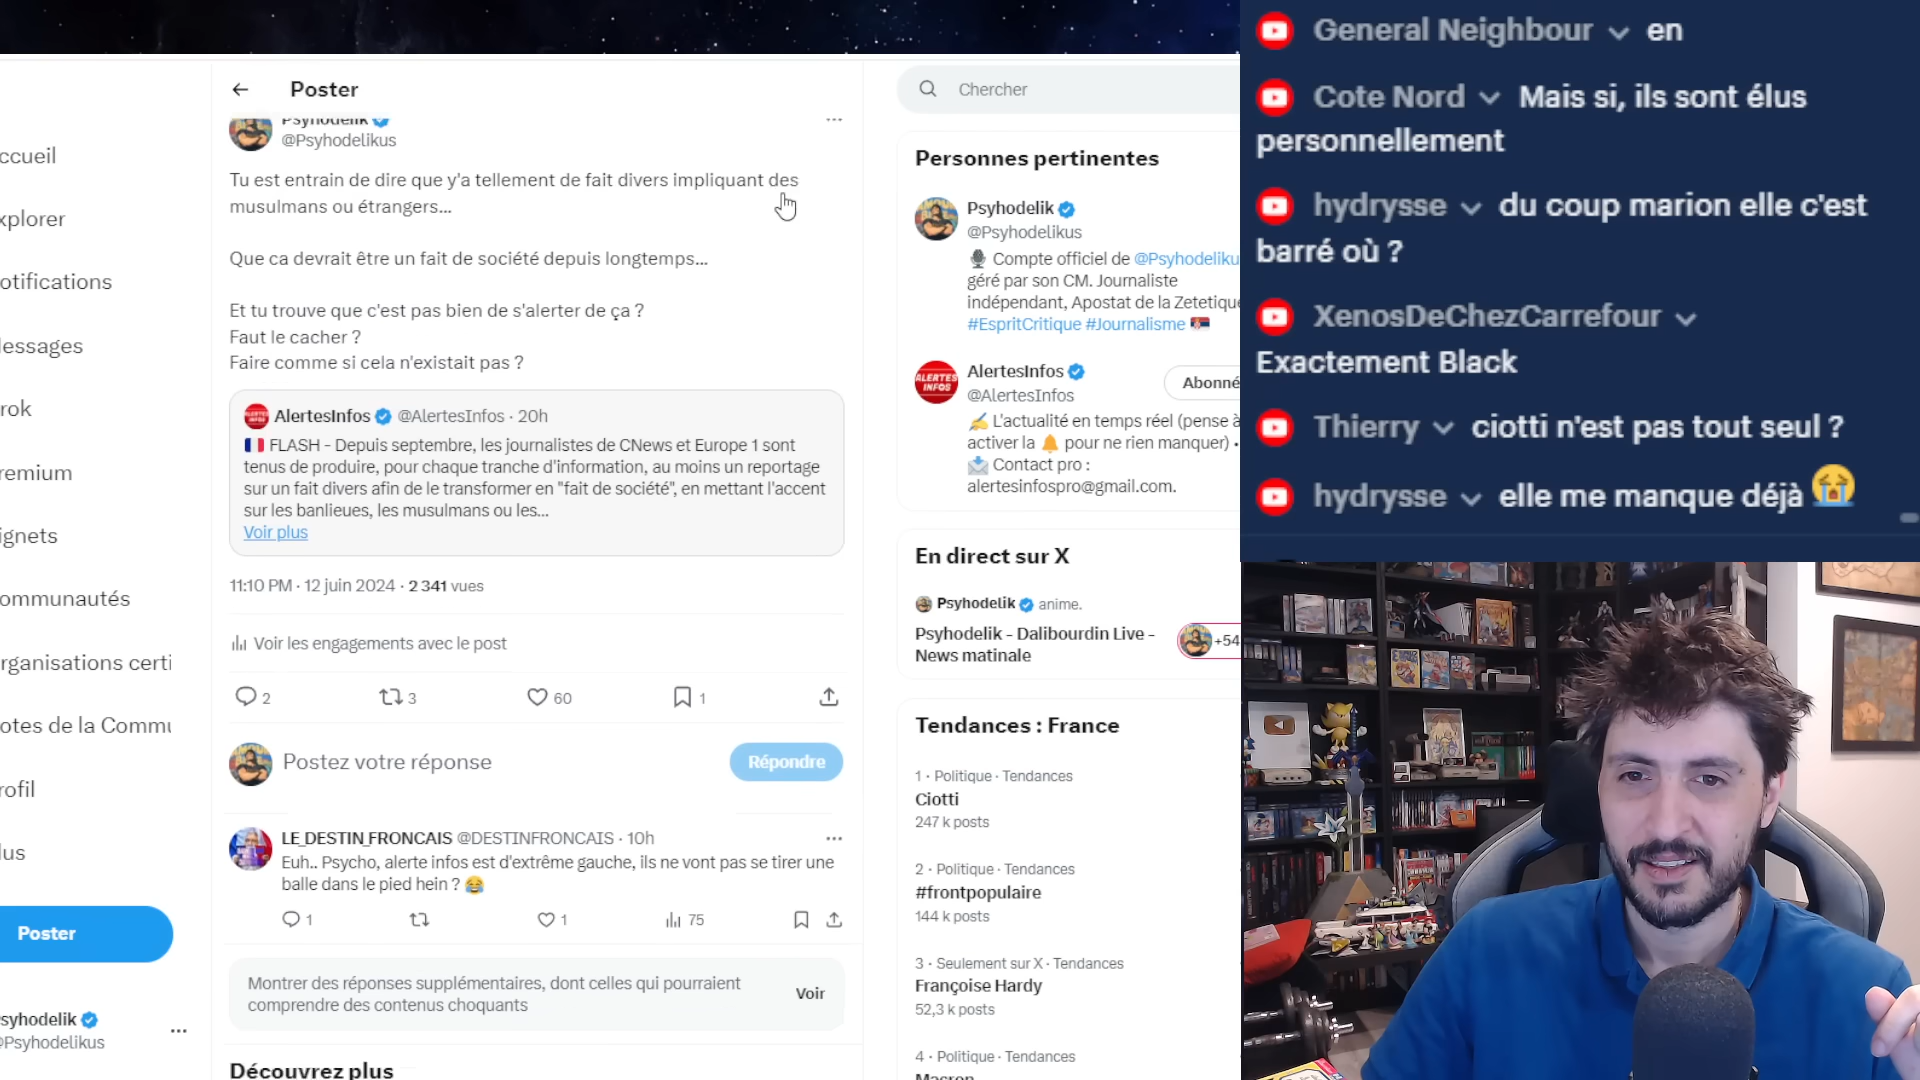 Poster
Psyhodelik
@Psyhodelikus
Tu est entrain de dire que y'a tellement de fait divers impliquant des
musulmans ou étrangers...
Que ca devrait être un fait de société depuis longtemps...
Et tu trouve que c'est pas bien de s'alerter de ça ?
Faut le cacher ?
Faire comme si cela n'existait pas ?
AlertesInfos @AlertesInfos · 20h
🇫🇷 FLASH - Depuis septembre, les journalistes de CNews et Europe 1 sont
tenus de produire, pour chaque tranche d'information, au moins un reportage
sur un fait divers afin de le transformer en "fait de société", en mettant l'accent
sur les banlieues, les musulmans ou les...
Voir plus
11:10 PM · 12 juin 2024 · 2 341 vues
Voir les engagements avec le post
2
3
60
1
Postez votre réponse
Répondre
LE_DESTIN_FRONCAIS @DESTINFRONCAIS · 10h
Euh.. Psycho, alerte infos est d'extrême gauche, ils ne vont pas se tirer une
balle dans le pied hein ? 😂
1
1
75
Montrer des réponses supplémentaires, dont celles qui pourraient
comprendre des contenus choquants
Voir
Découvrez plus
ccueil
xplorer
otifications
essages
rok
remium
ignets
ommunautés
rganisations certi
otes de la Commu
rofil
lus
Poster
syhodelik
@Psyhodelikus
Chercher
Personnes pertinentes
Psyhodelik
@Psyhodelikus
🎙️ Compte officiel de @Psyhodeliku
géré par son CM. Journaliste
indépendant, Apostat de la Zetetique
#EspritCritique #Journalisme 🇷🇸
ALERTES
INFOS
AlertesInfos
@AlertesInfos
Abonné
✍️ L'actualité en temps réel (pense à
activer la 🔔 pour ne rien manquer) •
📩 Contact pro :
alertesinfospro@gmail.com.
En direct sur X
Psyhodelik anime.
Psyhodelik - Dalibourdin Live -
News matinale
+54
Tendances : France
1 · Politique · Tendances
Ciotti
247 k posts
2 · Politique · Tendances
#frontpopulaire
144 k posts
3 · Seulement sur X · Tendances
Françoise Hardy
52,3 k posts
4 · Politique · Tendances
Macron
General Neighbour en
Cote Nord Mais si, ils sont élus
personnellement
hydrysse du coup marion elle c'est
barré où ?
XenosDeChezCarrefour
Exactement Black
Thierry ciotti n'est pas tout seul ?
hydrysse elle me manque déjà 😭